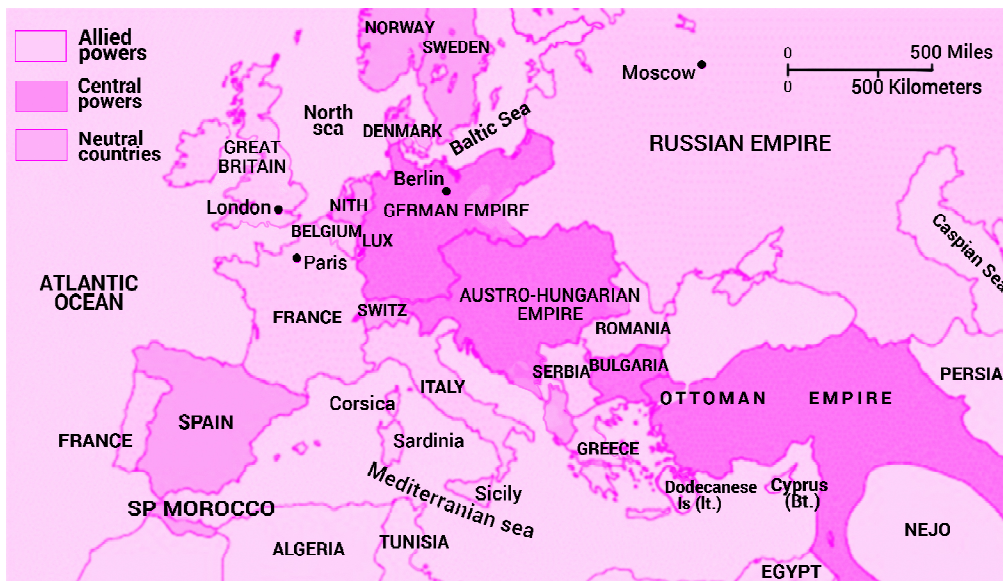 Allied
powers
Central
powers
Neutral
countries
NORWAY
SWEDEN
Moscow
0
500 Miles
0
500 Kilometers
North
sea
DENMARK
Baltic Sea
RUSSIAN EMPIRE
GREAT
BRITAIN
Berlin
London
NITH
GERMAN EMPIRE
BELGIUM
LUX
Paris
ATLANTIC
OCEAN
Caspian Sea
FRANCE
SWITZ
AUSTRO-HUNGARIAN
EMPIRE
ROMANIA
SERBIA
BULGARIA
PERSIA
ITALY
Corsica
OTTOMAN EMPIRE
SPAIN
FRANCE
Sardinia
GREECE
Mediterranian sea
Sicily
Dodecanese
Is (It.)
Cyprus
(Bt.)
SP MOROCCO
NEJO
ALGERIA
TUNISIA
EGYPT